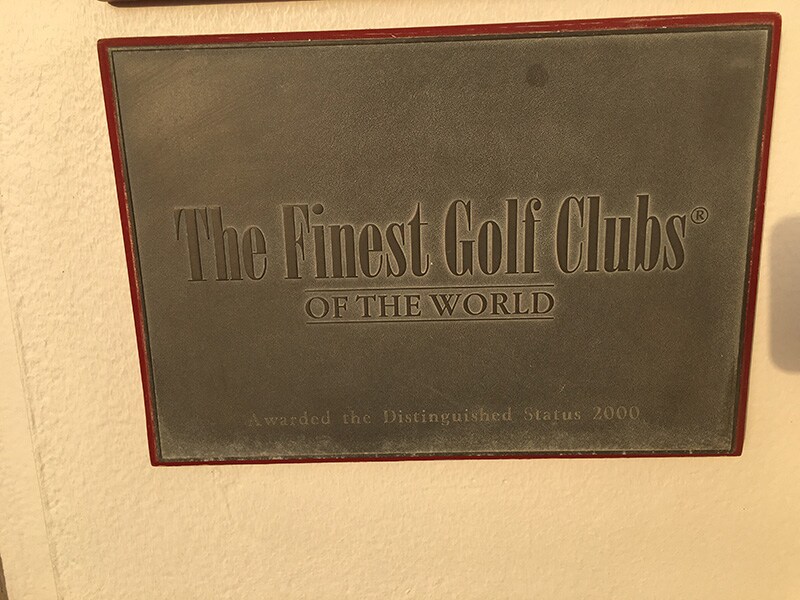 The Finest Golf Clubs®
OF THE WORLD
Awarded the Distinguished Status 2000